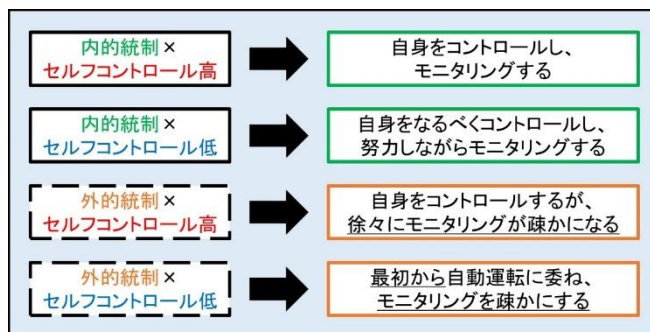 内的統制×
セルフコントロール高
自身をコントロールし、
モニタリングする
内的統制×
セルフコントロール低
自身をなるべくコントロールし、
努力しながらモニタリングする
外的統制×
セルフコントロール高
自身をコントロールするが、
徐々にモニタリングが疎かになる
外的統制×
セルフコントロール低
最初から自動運転に委ね、
モニタリングを疎かにする